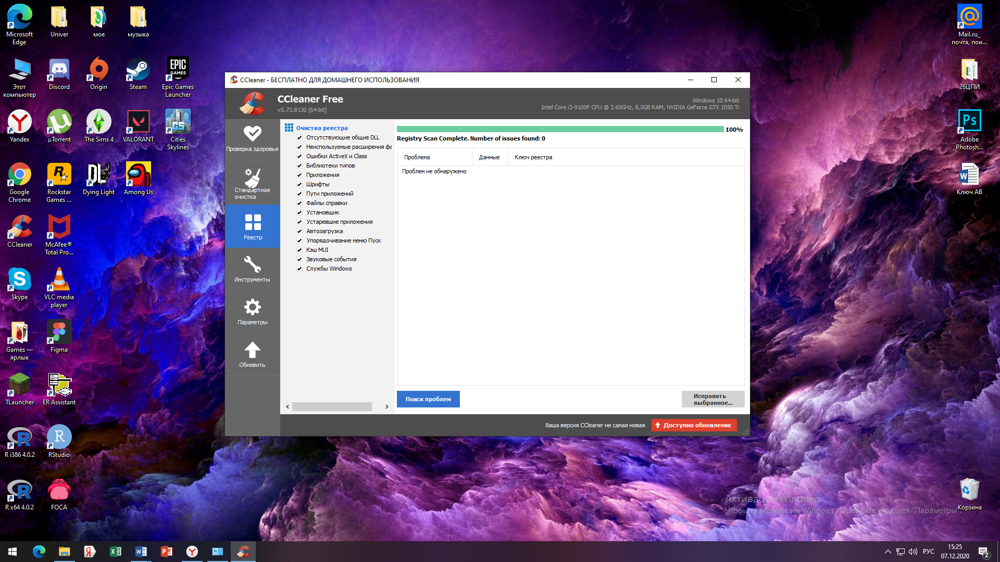 Microsoft Edge
Univer
мое
музыка
Этот компьютер
Discord
Origin
Steam
EPIC GAMES
Epic Games Launcher
Yandex
µTorrent
The Sims 4
VALORANT
CS
Cities Skylines
Google Chrome
Rockstar Games ...
DL
Dying Light
Among Us
CCleaner
McAfee® Total Pro...
Skype
VLC media player
Games — ярлык
Figma
TLauncher
ER Assistant
R i386 4.0.2
RStudio
R x64 4.0.2
FOCA
CCleaner - БЕСПЛАТНО ДЛЯ ДОМАШНЕГО ИСПОЛЬЗОВАНИЯ
CCleaner Free
v5.73.8130 (64-bit)
Windows 10 64-bit
Intel Core i3-9100F CPU @ 3.60GHz, 8,0GB RAM, NVIDIA GeForce GTX 1050 Ti
Проверка здоровья
Стандартная очистка
Реестр
Инструменты
Параметры
Обновить
Очистка реестра
Отсутствующие общие DLL
Неиспользуемые расширения фа
Ошибки ActiveX и Class
Библиотеки типов
Приложения
Шрифты
Пути приложений
Файлы справки
Установщик
Устаревшие приложения
Автозагрузка
Упорядочивание меню Пуск
Кэш MUI
Звуковые события
Службы Windows
100%
Registry Scan Complete. Number of issues found: 0
Проблема Данные Ключ реестра
Проблем не обнаружено
Поиск проблем
Исправить выбранное...
Ваша версия CCleaner не самая новая
Доступно обновление
Mail.ru_ почта, пои...
26ЦПИ
Ps
Adobe Photosh...
Ключ АВ
Активация Windows
Чтобы активировать Windows, перейдите в раздел "Параметры".
Корзина
РУС
15:25
07.12.2020
2